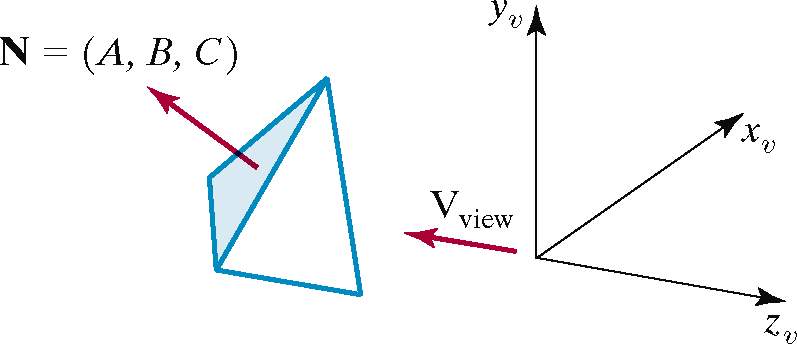 y_v
N = (A, B, C)
x_v
V_view
z_v